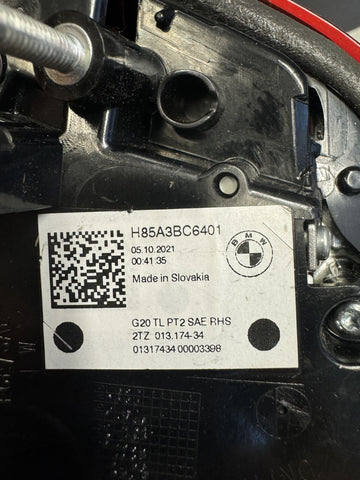 H85A3BC6401
05.10.2021
00:41:35
BMW
Made in Slovakia
G20 TL PT2 SAE RHS
2TZ 013.174-34
01317434 00003398